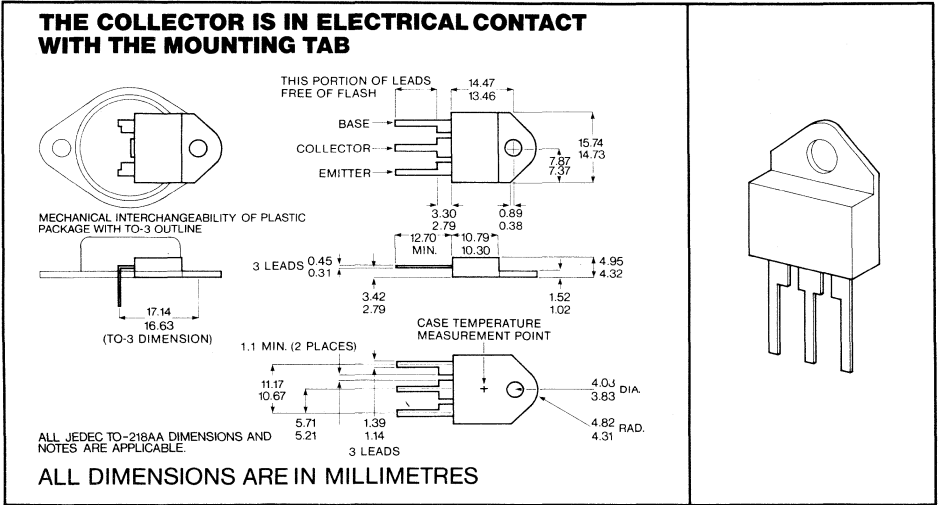 THE COLLECTOR IS IN ELECTRICAL CONTACT
WITH THE MOUNTING TAB
THIS PORTION OF LEADS
FREE OF FLASH
14.47
13.46
BASE
COLLECTOR
EMITTER
15.74
14.73
7.87
7.37
3.30
2.79
0.89
0.38
MECHANICAL INTERCHANGEABILITY OF PLASTIC
PACKAGE WITH TO-3 OUTLINE
12.70
MIN.
10.79
10.30
3 LEADS 0.45
0.31
4.95
4.32
3.42
2.79
1.52
1.02
17.14
16.63
(TO-3 DIMENSION)
CASE TEMPERATURE
MEASUREMENT POINT
1.1 MIN. (2 PLACES)
11.17
10.67
5.71
5.21
1.39
1.14
3 LEADS
4.03 DIA.
3.83
4.82 RAD.
4.31
ALL JEDEC TO-218AA DIMENSIONS AND
NOTES ARE APPLICABLE.
ALL DIMENSIONS ARE IN MILLIMETRES